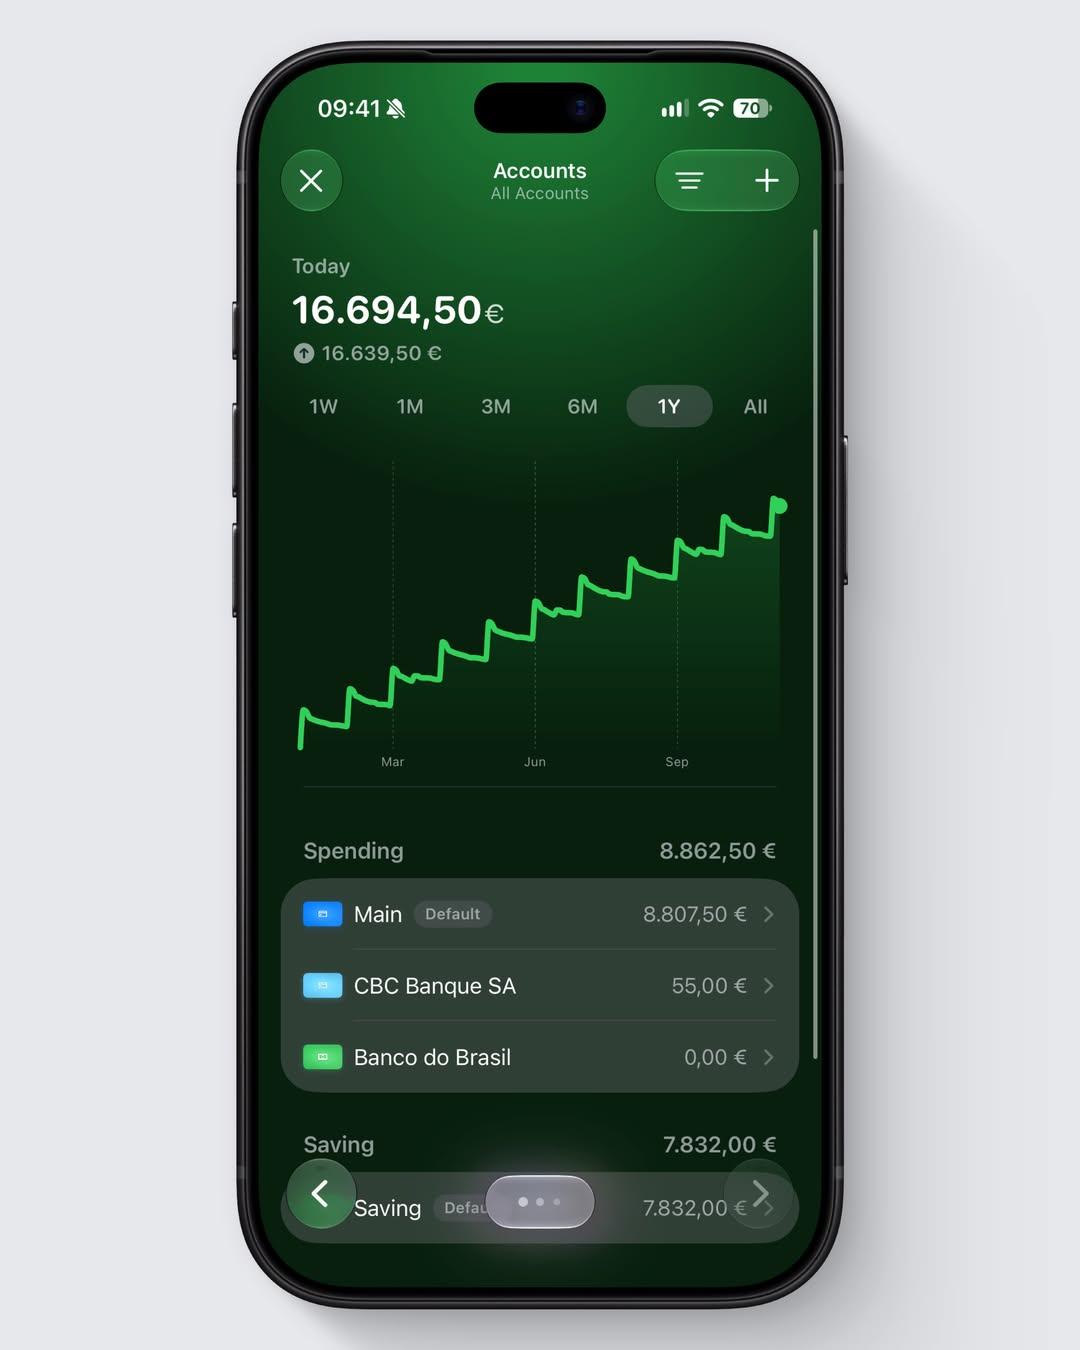 09:41 70
Accounts
All Accounts
Today
16.694,50€
16.639,50 €
1W 1M 3M 6M 1Y All
Mar Jun Sep
Spending 8.862,50 €
Main Default 8.807,50 €
CBC Banque SA 55,00 €
Banco do Brasil 0,00 €
Saving 7.832,00 €
Saving Defau 7.832,00 €